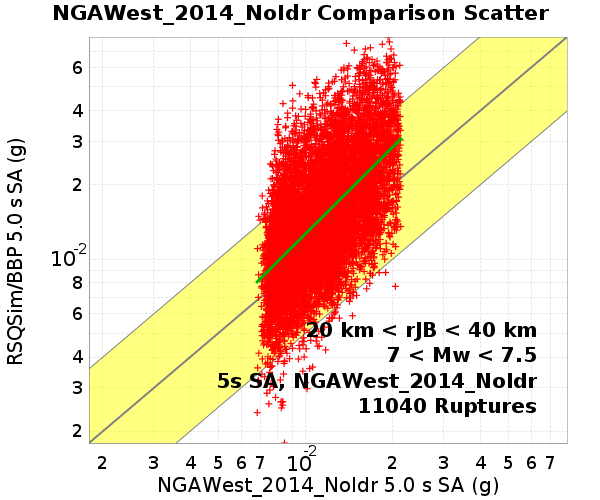 NGAWest_2014_NoIdr Comparison Scatter
6
4
3
2
10-2
8
6
4
3
2
RSQSim/BBP 5.0 s SA (g)
20 km < rJB < 40 km
7 < Mw < 7.5
5s SA, NGAWest_2014_NoIdr
11040 Ruptures
2 3 4 5 6 7 10-2 2 3 4 5 6 7
NGAWest_2014_NoIdr 5.0 s SA (g)